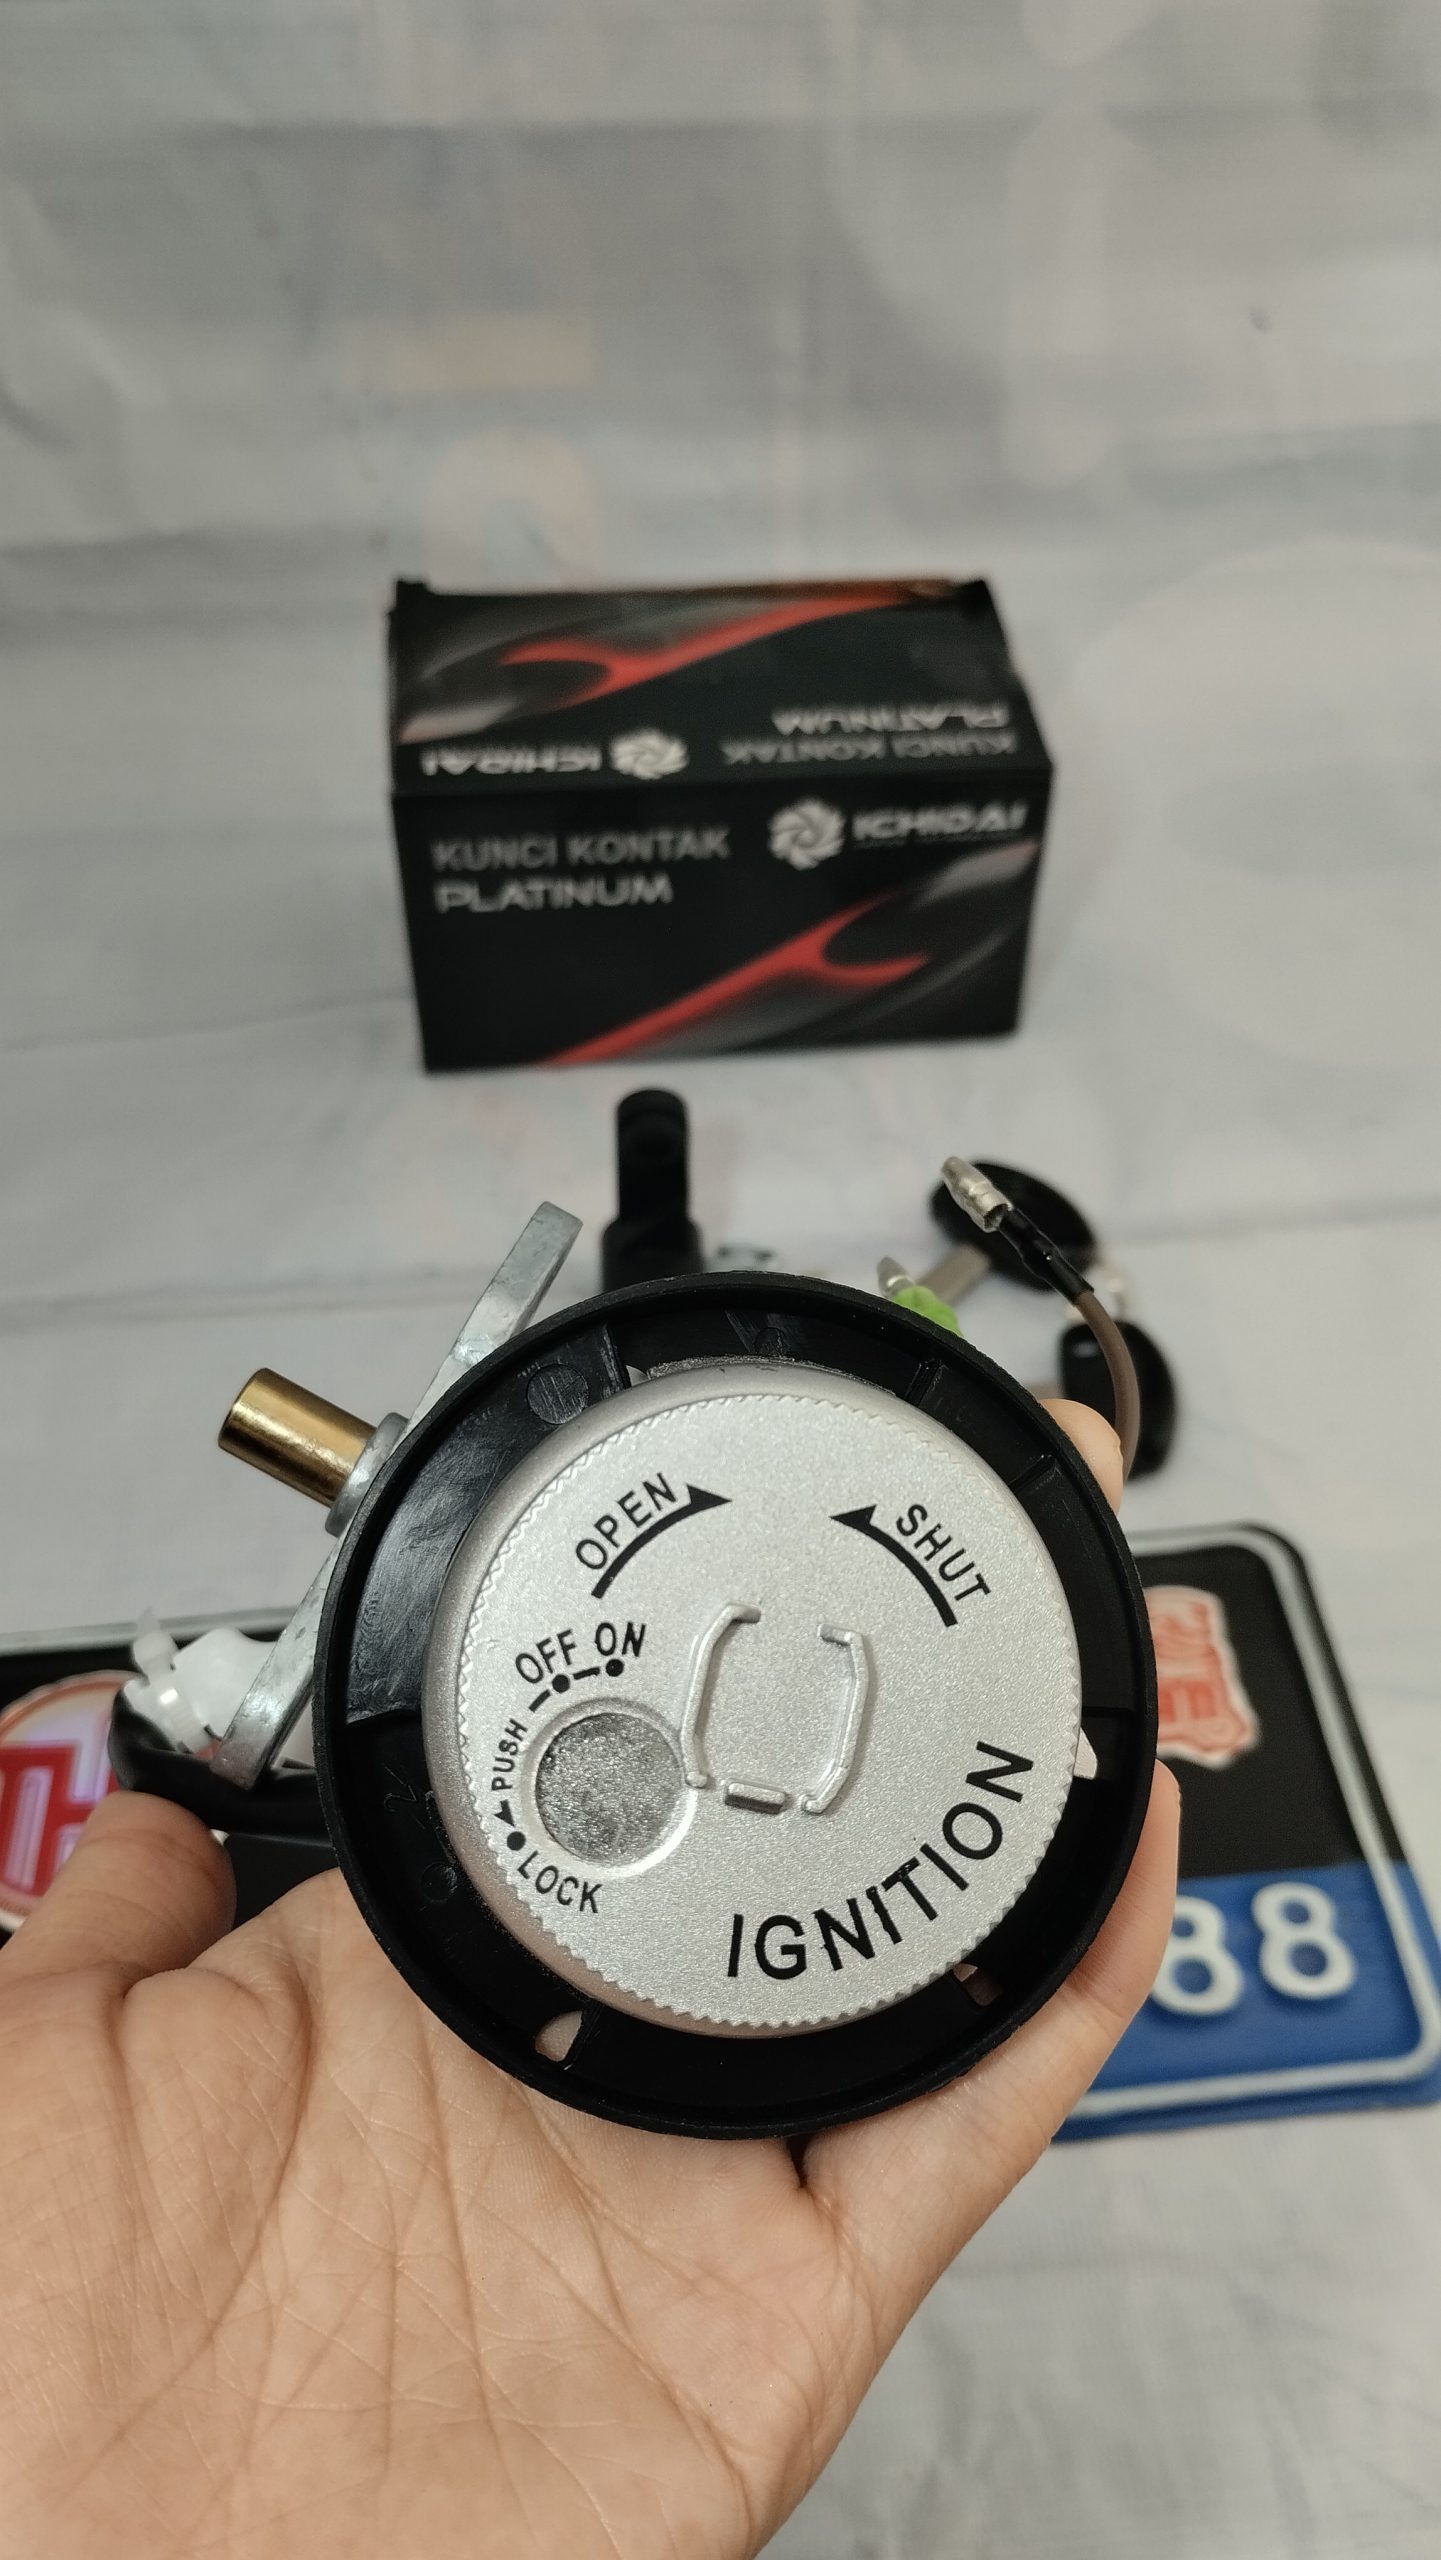 PLATINUM
KUNCI KONTAK
ICHIDAI
KUNCI KONTAK
PLATINUM
ICHIDAI
OPEN
SHUT
OFF ON
PUSH
LOCK
IGNITION
88